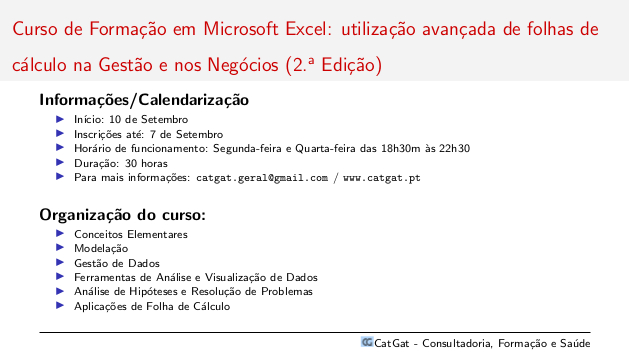 Curso de Formação em Microsoft Excel: utilização avançada de folhas de
cálculo na Gestão e nos Negócios (2.ª Edição)
Informações/Calendarização
▶ Início: 10 de Setembro
▶ Inscrições até: 7 de Setembro
▶ Horário de funcionamento: Segunda-feira e Quarta-feira das 18h30m às 22h30
▶ Duração: 30 horas
▶ Para mais informações: catgat.geral@gmail.com / www.catgat.pt
Organização do curso:
▶ Conceitos Elementares
▶ Modelação
▶ Gestão de Dados
▶ Ferramentas de Análise e Visualização de Dados
▶ Análise de Hipóteses e Resolução de Problemas
▶ Aplicações de Folha de Cálculo
CG CatGat - Consultadoria, Formação e Saúde